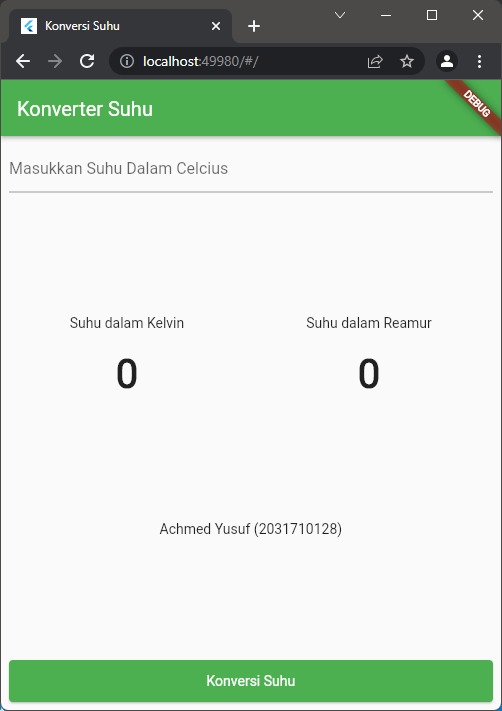 Konversi Suhu
localhost:49980/#/
Konverter Suhu
DEBUG
Masukkan Suhu Dalam Celcius
Suhu dalam Kelvin
Suhu dalam Reamur
0
0
Achmed Yusuf (2031710128)
Konversi Suhu